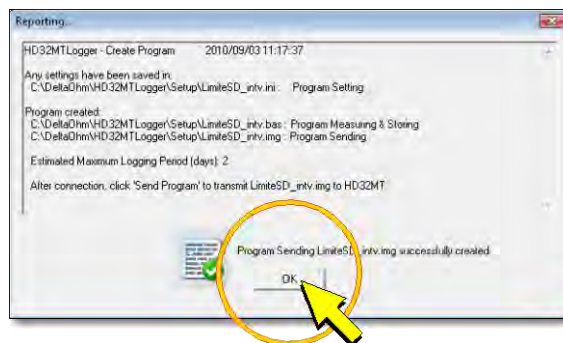 Reporting...
HD32MTLogger - Create Program 2010/09/03 11:17:37
Any settings have been saved in:
C:\DeltaOhm\HD32MTLogger\Setup\LimiteSD_intv.ini : Program Setting
Program created:
C:\DeltaOhm\HD32MTLogger\Setup\LimiteSD_intv.bas : Program Measuring & Storing
C:\DeltaOhm\HD32MTLogger\Setup\LimiteSD_intv.img : Program Sending
Estimated Maximum Logging Period (days): 2
After connection, click 'Send Program' to transmit LimiteSD_intv.img to HD32MT
Program Sending LimiteSD_intv.img successfully created.
OK